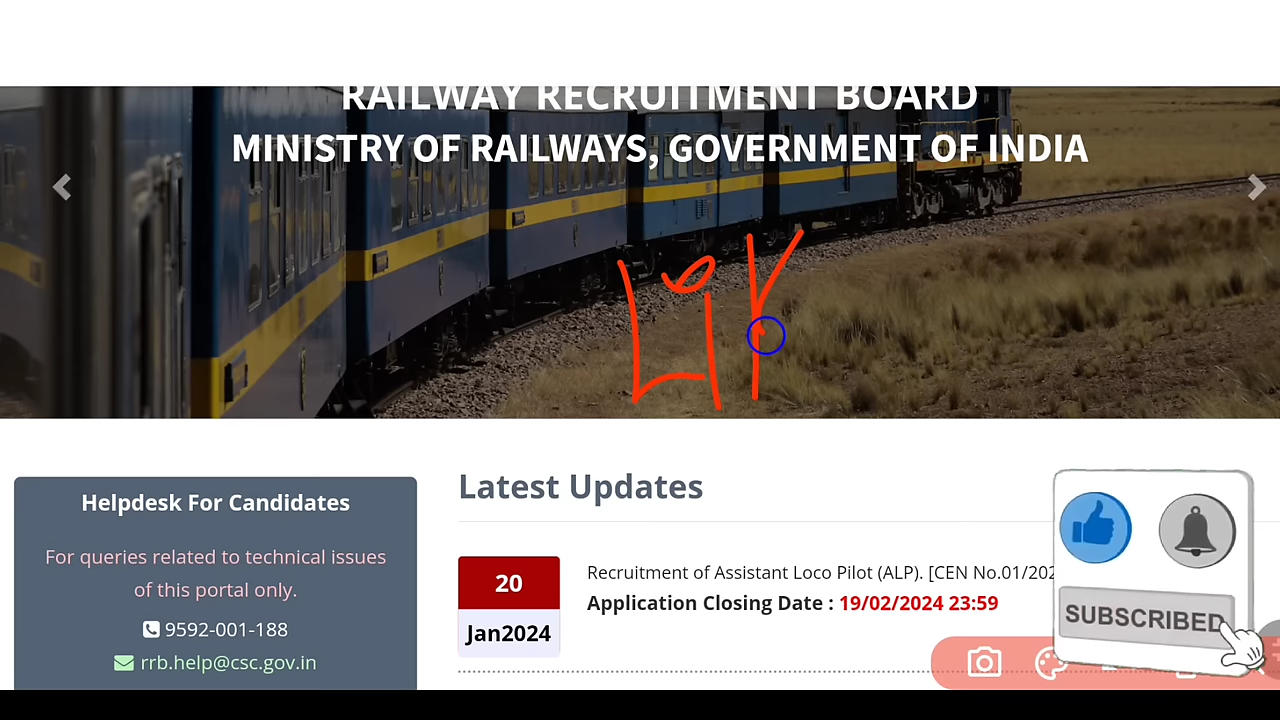 RAILWAY RECRUITMENT BOARD
MINISTRY OF RAILWAYS, GOVERNMENT OF INDIA
Helpdesk For Candidates
For queries related to technical issues
of this portal only.
9592-001-188
rrb.help@csc.gov.in
Latest Updates
20
Jan2024
Recruitment of Assistant Loco Pilot (ALP). [CEN No.01/202
Application Closing Date : 19/02/2024 23:59
SUBSCRIBED